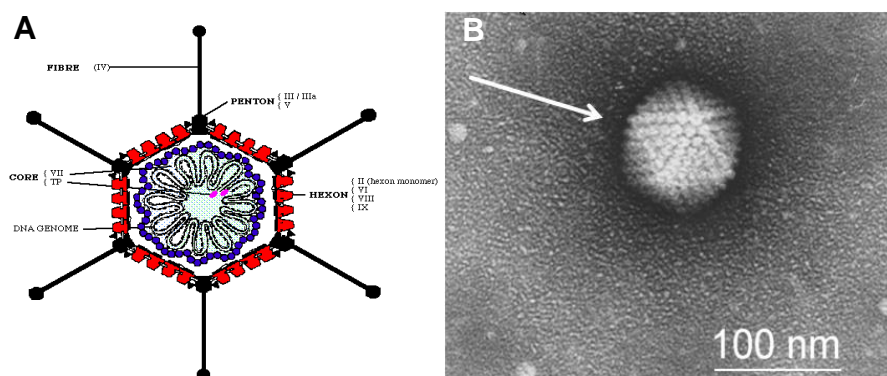 A
FIBRE (IV)
PENTON { III / IIIa
{ V
CORE { VII
{ TP
HEXON { II (hexon monomer)
{ VI
{ VIII
{ IX
DNA GENOME
B
100 nm